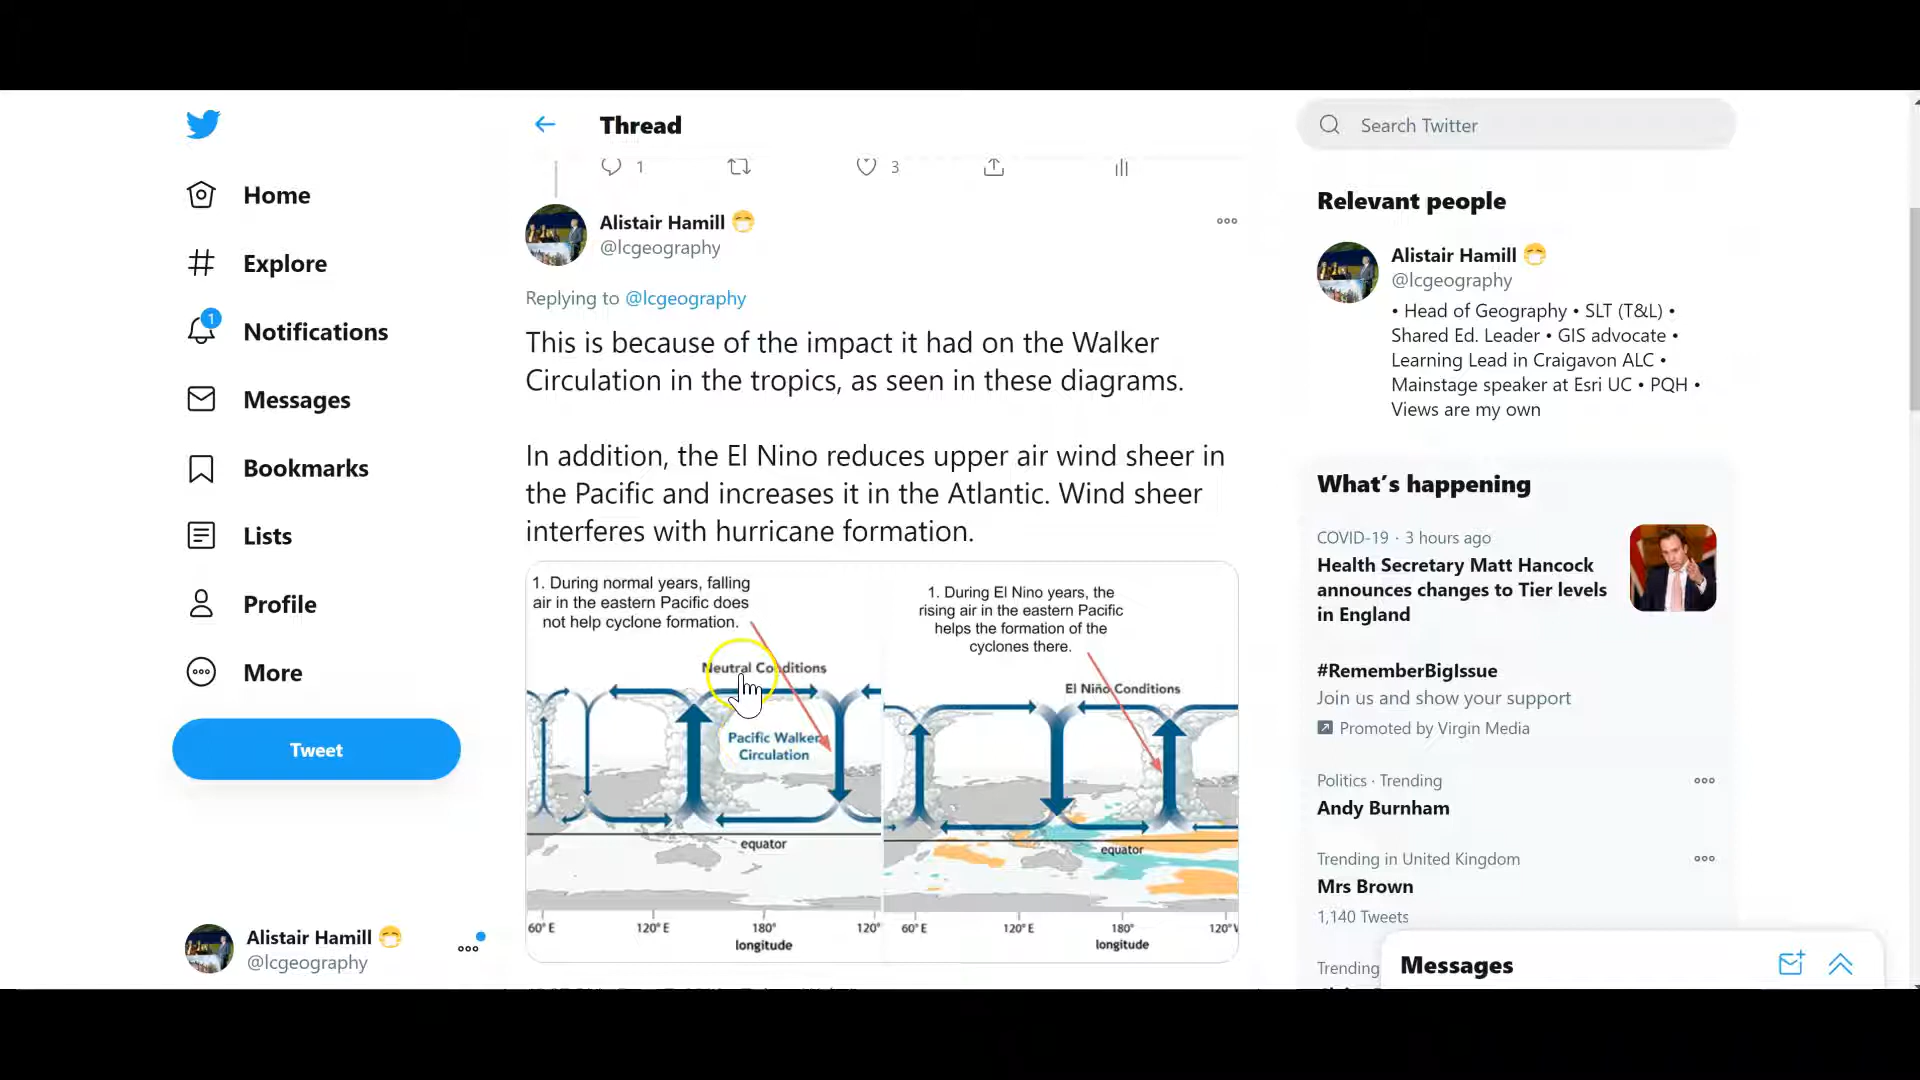 Home
Explore
1
Notifications
Messages
Bookmarks
Lists
Profile
More
Tweet
Alistair Hamill
@lcgeography
Thread
1
3
Alistair Hamill
@lcgeography
Replying to @lcgeography
This is because of the impact it had on the Walker
Circulation in the tropics, as seen in these diagrams.
In addition, the El Nino reduces upper air wind sheer in
the Pacific and increases it in the Atlantic. Wind sheer
interferes with hurricane formation.
1. During normal years, falling
air in the eastern Pacific does
not help cyclone formation.
Neutral Conditions
Pacific Walker
Circulation
equator
60° E 120° E 180° 120°
longitude
1. During El Nino years, the
rising air in the eastern Pacific
helps the formation of the
cyclones there.
El Niño Conditions
equator
60° E 120° E 180° 120° W
longitude
Search Twitter
Relevant people
Alistair Hamill
@lcgeography
• Head of Geography • SLT (T&L) •
Shared Ed. Leader • GIS advocate •
Learning Lead in Craigavon ALC •
Mainstage speaker at Esri UC • PQH •
Views are my own
What's happening
COVID-19 · 3 hours ago
Health Secretary Matt Hancock
announces changes to Tier levels
in England
#RememberBigIssue
Join us and show your support
Promoted by Virgin Media
Politics · Trending
Andy Burnham
Trending in United Kingdom
Mrs Brown
1,140 Tweets
Trending
Messages